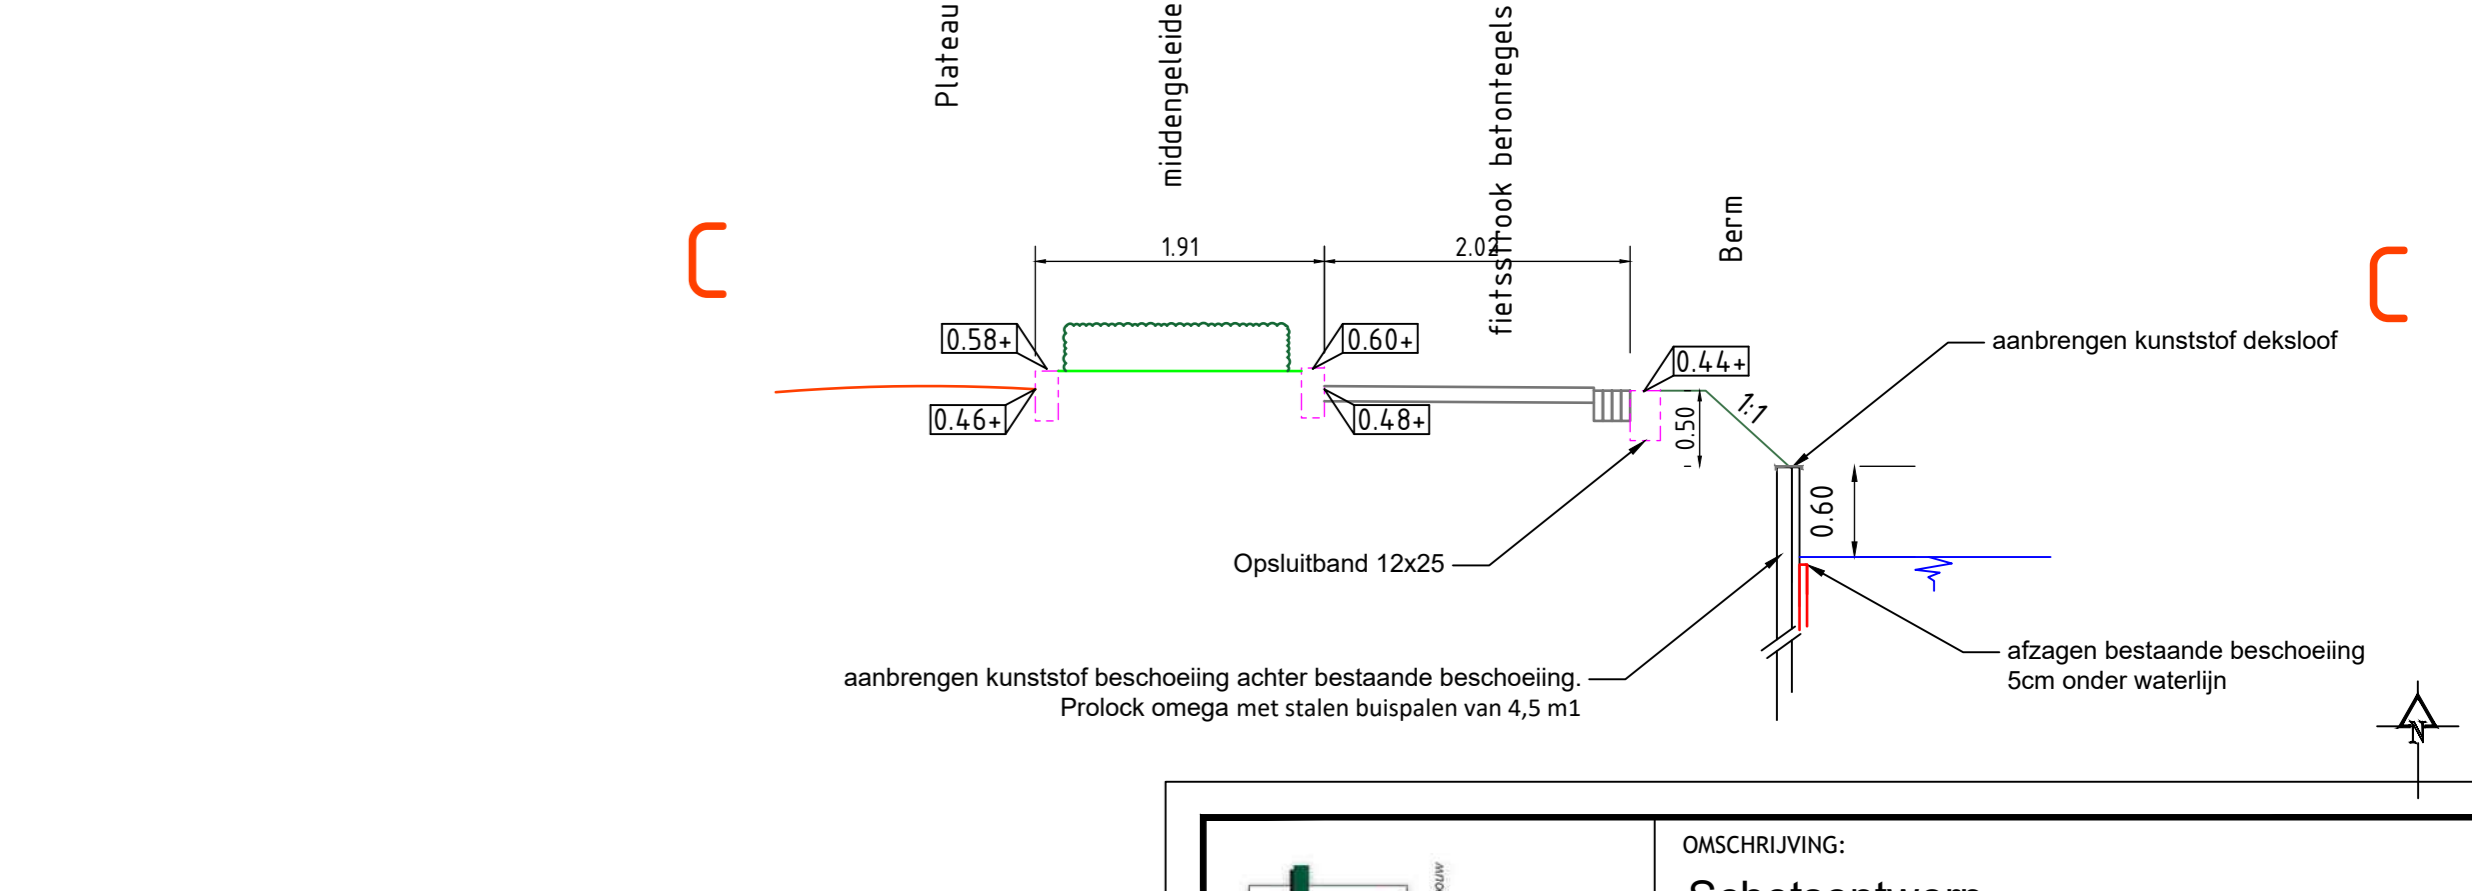 Plateau
middengeleide
fietsstrook betontegels
Berm
C
C
1.91
2.02
0.58+
0.60+
0.44+
0.46+
0.48+
1:1
0.50
0.60
aanbrengen kunststof deksloof
Opsluitband 12x25
aanbrengen kunststof beschoeiing achter bestaande beschoeiing.
Prolock omega met stalen buispalen van 4,5 m1
afzagen bestaande beschoeiing
5cm onder waterlijn
N
OMSCHRIJVING: